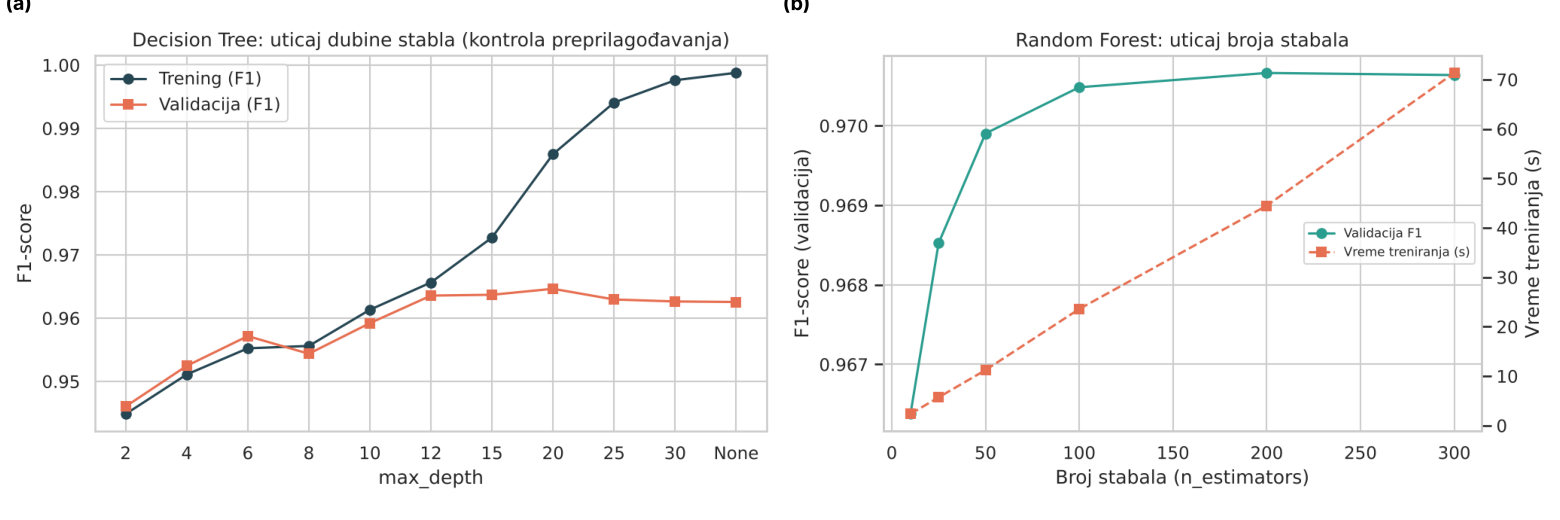 (a)
Decision Tree: uticaj dubine stabla (kontrola preprilagođavanja)
Trening (F1)
Validacija (F1)
1.00
0.99
0.98
0.97
0.96
0.95
F1-score
2 4 6 8 10 12 15 20 25 30 None
max_depth
(b)
Random Forest: uticaj broja stabala
F1-score (validacija)
0.970
0.969
0.968
0.967
Validacija F1
Vreme treniranja (s)
70
60
50
40
30
20
10
0
Vreme treniranja (s)
0 50 100 150 200 250 300
Broj stabala (n_estimators)